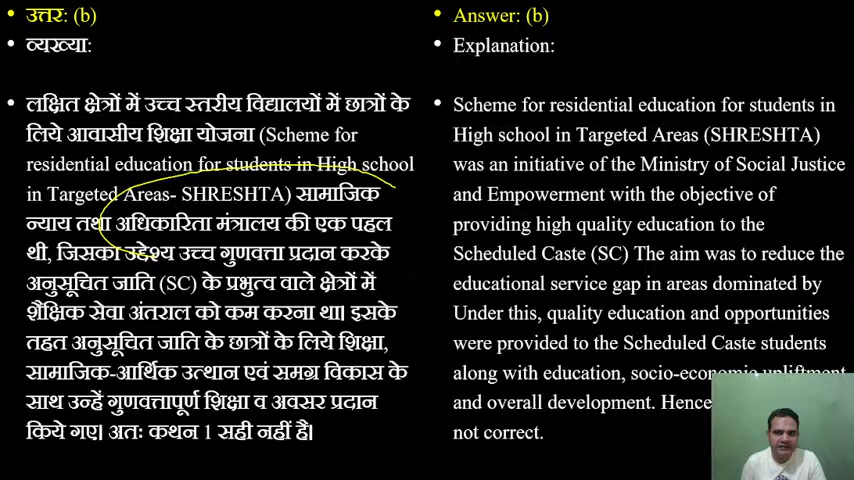 उत्तर: (b)
व्यख्या:
लक्षित क्षेत्रों में उच्च स्तरीय विद्यालयों में छात्रों के
लिये आवासीय शिक्षा योजना (Scheme for
residential education for students in High school
in Targeted Areas- SHRESHTA) सामाजिक
न्याय तथा अधिकारिता मंत्रालय की एक पहल
थी, जिसका उद्देश्य उच्च गुणवत्ता प्रदान करके
अनुसूचित जाति (SC) के प्रभुत्व वाले क्षेत्रों में
शैक्षिक सेवा अंतराल को कम करना था। इसके
तहत अनुसूचित जाति के छात्रों के लिये शिक्षा,
सामाजिक-आर्थिक उत्थान एवं समग्र विकास के
साथ उन्हें गुणवत्तापूर्ण शिक्षा व अवसर प्रदान
किये गए। अतः कथन 1 सही नहीं है।
Answer: (b)
Explanation:
Scheme for residential education for students in
High school in Targeted Areas (SHRESHTA)
was an initiative of the Ministry of Social Justice
and Empowerment with the objective of
providing high quality education to the
Scheduled Caste (SC) The aim was to reduce the
educational service gap in areas dominated by
Under this, quality education and opportunities
were provided to the Scheduled Caste students
along with education, socio-economic upliftment
and overall development. Hence
not correct.